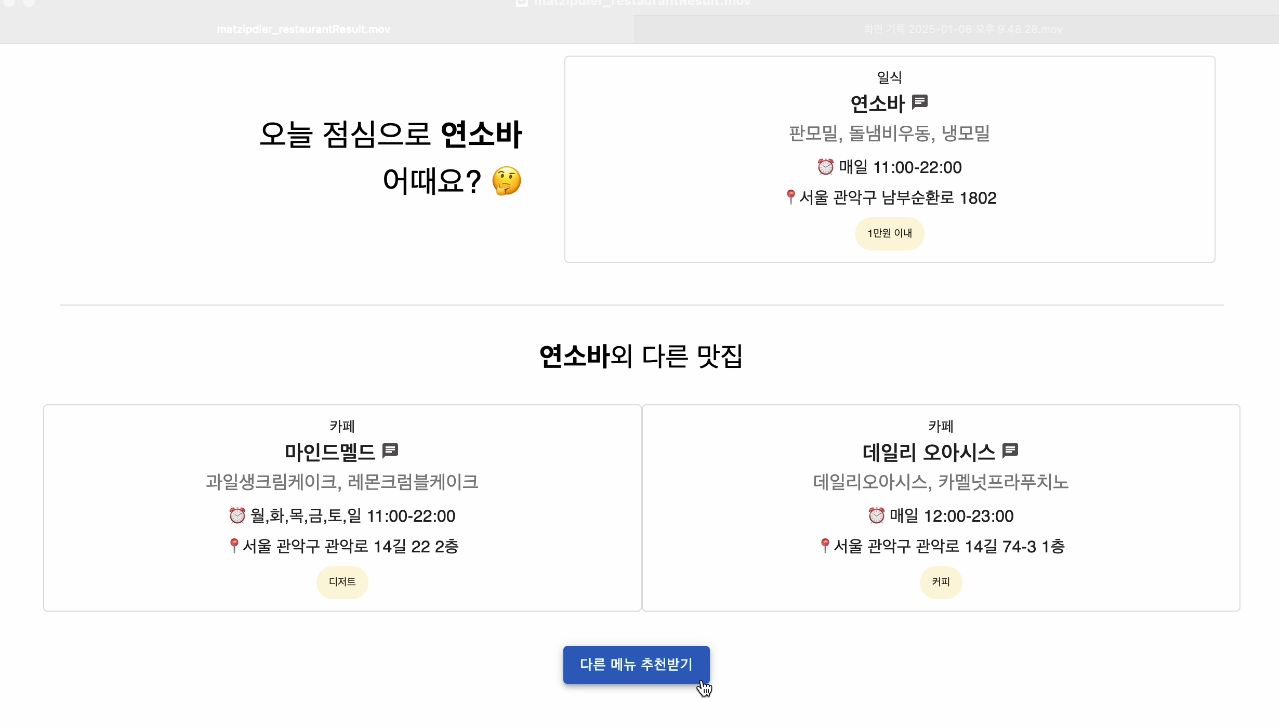 matzipdier_restaurantResult.mov
matzipdier_restaurantResult.mov
화면 기록 2025-01-08 오후 9.48.28.mov
오늘 점심으로 연소바
어때요? 🤔
일식
연소바
판모밀, 돌냄비우동, 냉모밀
⏰ 매일 11:00-22:00
📍서울 관악구 남부순환로 1802
1만원 이내
연소바외 다른 맛집
카페
마인드멜드
과일생크림케이크, 레몬크럼블케이크
⏰ 월,화,목,금,토,일 11:00-22:00
📍서울 관악구 관악로 14길 22 2층
디저트
카페
데일리 오아시스
데일리오아시스, 카멜넛프라푸치노
⏰ 매일 12:00-23:00
📍서울 관악구 관악로 14길 74-3 1층
커피
다른 메뉴 추천받기